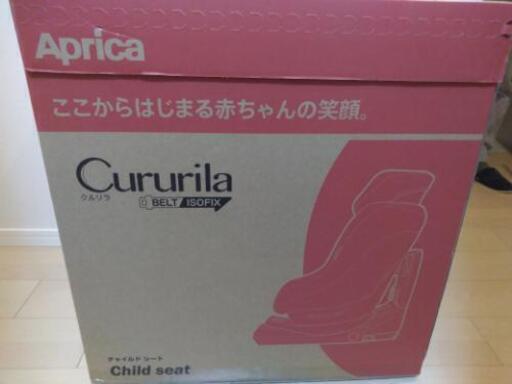 Aprica
ここからはじまる赤ちゃんの笑顔。
Cururila
クルリラ
BELT ISOFIX
チャイルド シート
Child seat